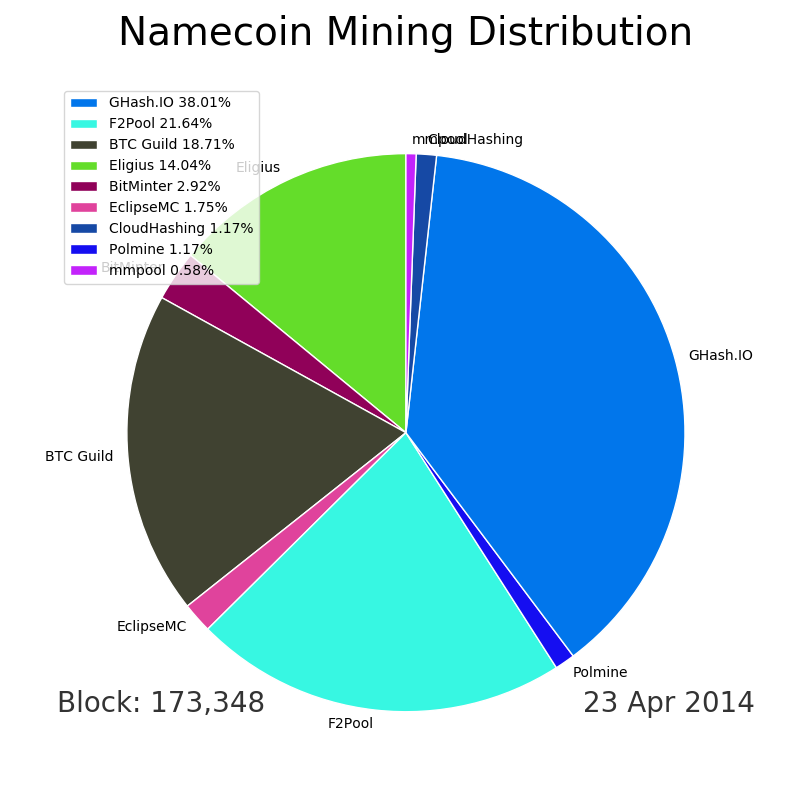 Namecoin Mining Distribution
GHash.IO 38.01%
F2Pool 21.64%
BTC Guild 18.71%
Eligius 14.04%
BitMinter 2.92%
EclipseMC 1.75%
CloudHashing 1.17%
Polmine 1.17%
mmpool 0.58%
mmpool
CloudHashing
Eligius
BitMinter
GHash.IO
BTC Guild
EclipseMC
Polmine
F2Pool
Block: 173,348
23 Apr 2014